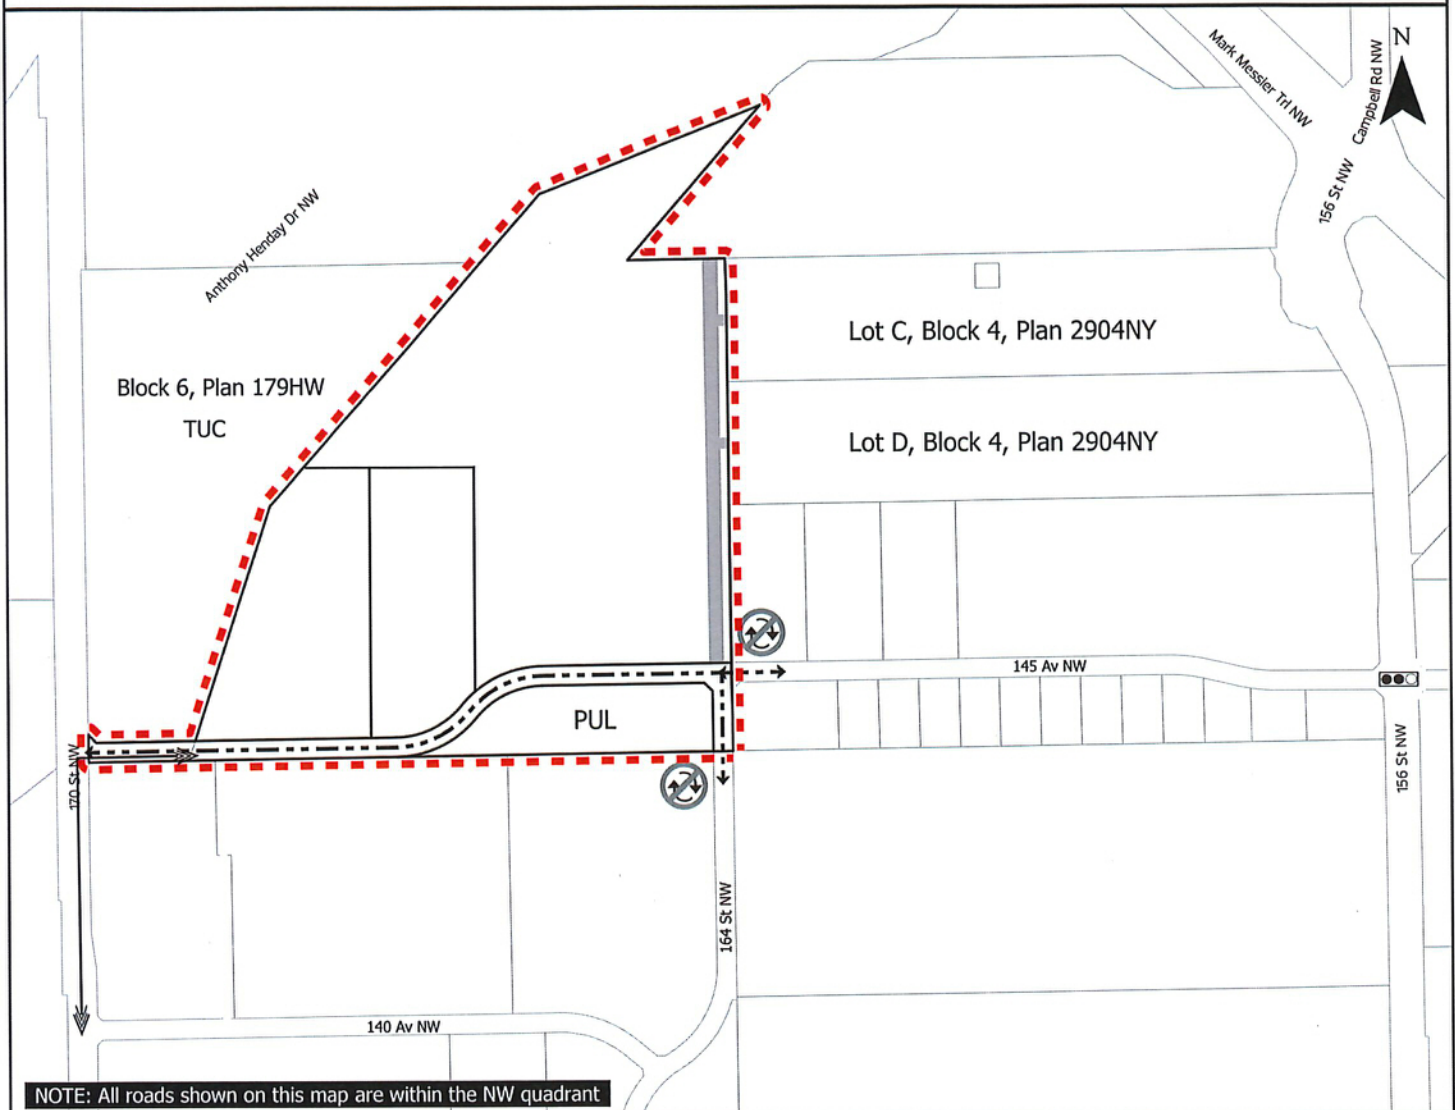 N
Mark Messier Trl NW
Campbell Rd NW
156 St NW
Anthony Henday Dr NW
Lot C, Block 4, Plan 2904NY
Block 6, Plan 179HW
TUC
Lot D, Block 4, Plan 2904NY
145 Av NW
PUL
170 St NW
156 St NW
164 St NW
140 Av NW
NOTE: All roads shown on this map are within the NW quadrant